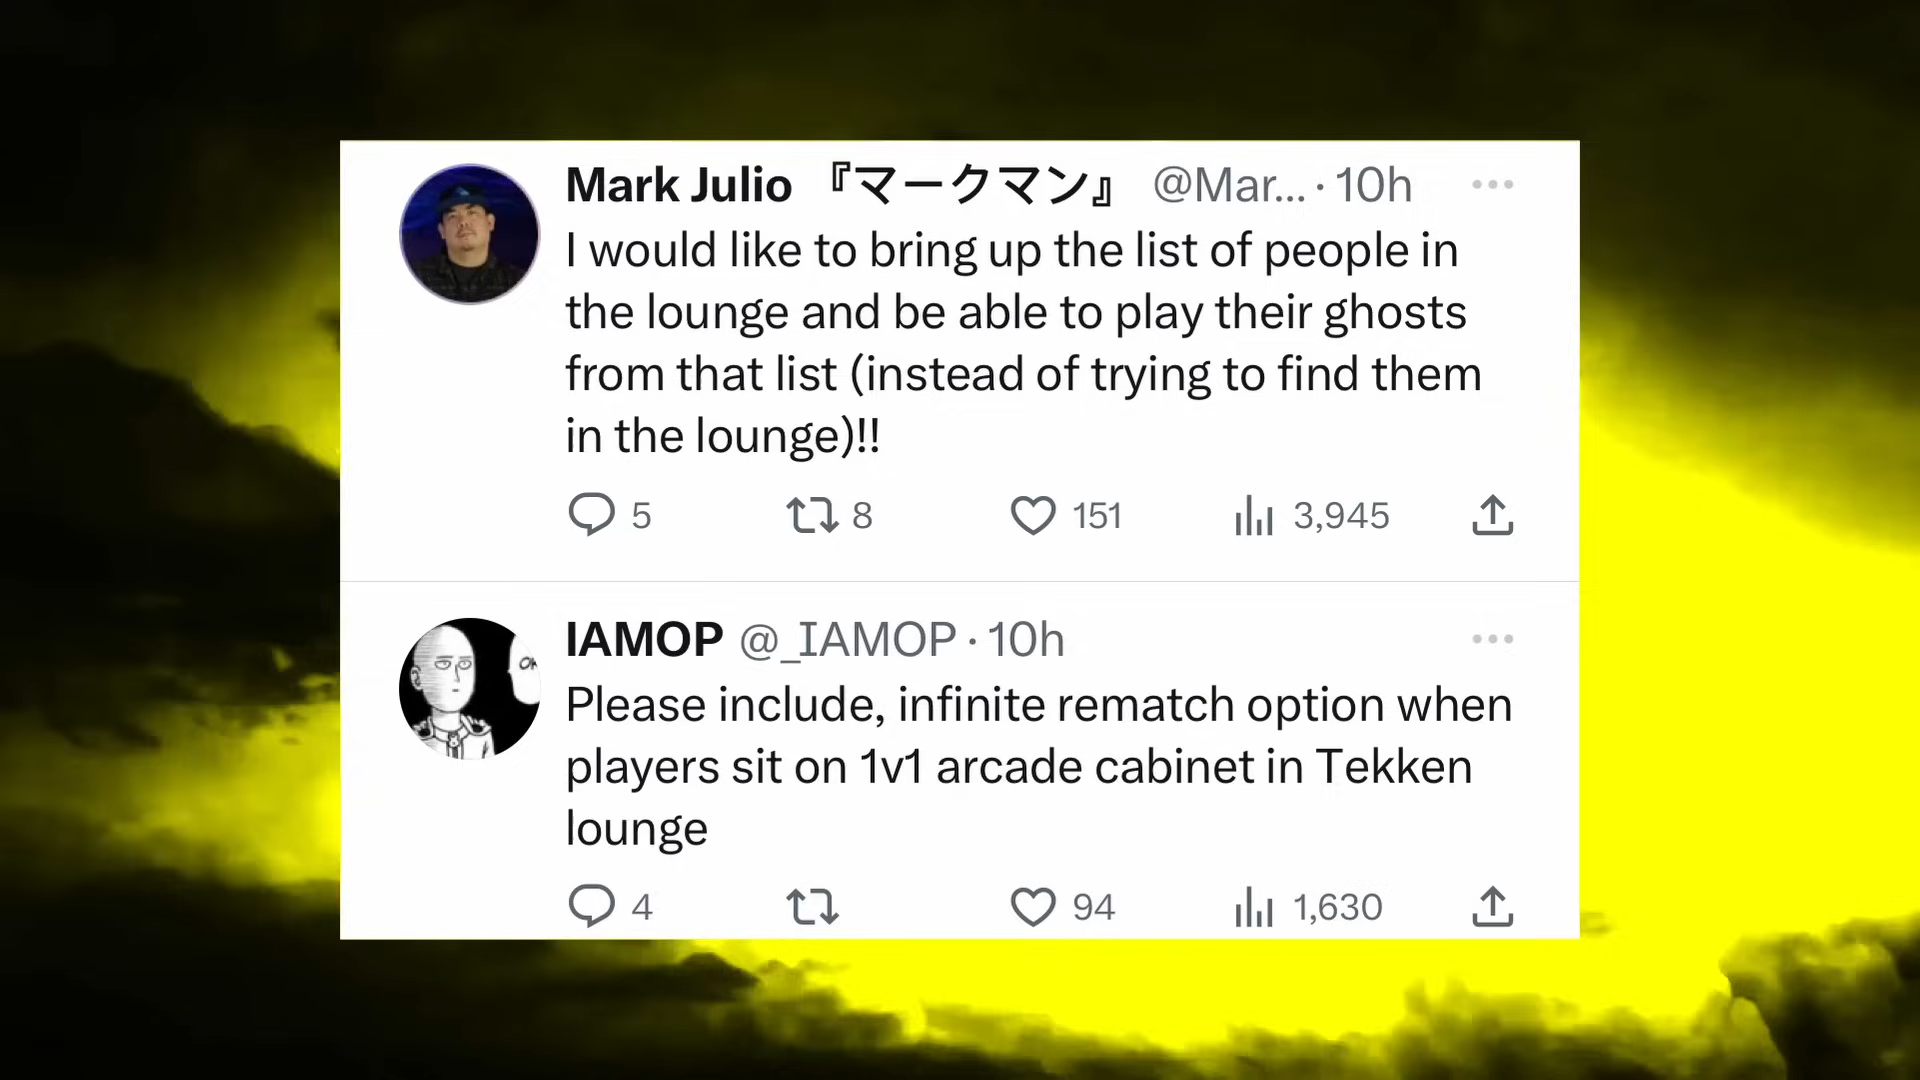 Mark Julio 『マークマン』 @Mar... · 10h
I would like to bring up the list of people in
the lounge and be able to play their ghosts
from that list (instead of trying to find them
in the lounge)!!
5 8 151 3,945
IAMOP @_IAMOP · 10h
OK
Please include, infinite rematch option when
players sit on 1v1 arcade cabinet in Tekken
lounge
4 94 1,630